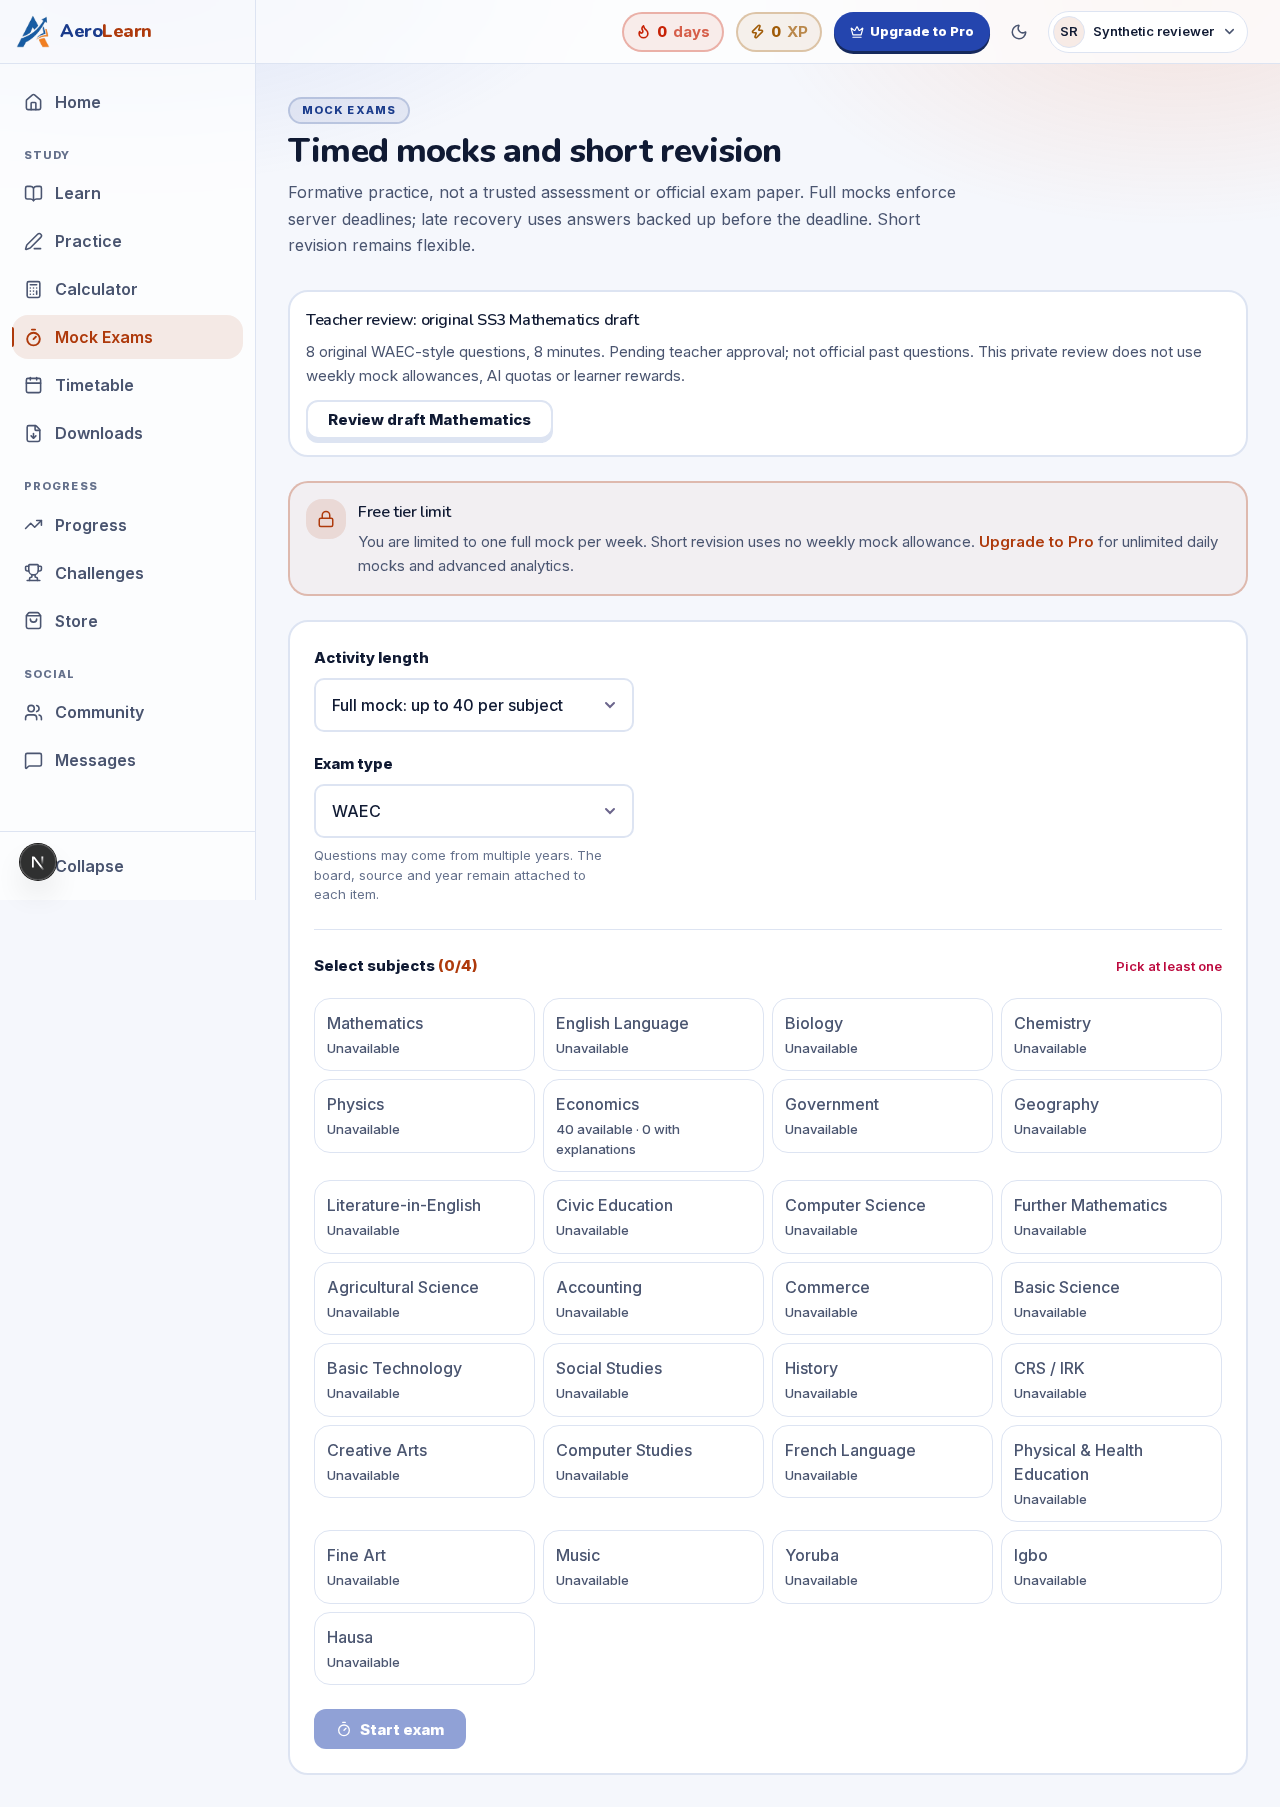 AeroLearn
0 days
0 XP
Upgrade to Pro
SR
Synthetic reviewer
Home
STUDY
Learn
Practice
Calculator
Mock Exams
Timetable
Downloads
PROGRESS
Progress
Challenges
Store
SOCIAL
Community
Messages
N
Collapse
MOCK EXAMS
Timed mocks and short revision
Formative practice, not a trusted assessment or official exam paper. Full mocks enforce
server deadlines; late recovery uses answers backed up before the deadline. Short
revision remains flexible.
Teacher review: original SS3 Mathematics draft
8 original WAEC-style questions, 8 minutes. Pending teacher approval; not official past questions. This private review does not use
weekly mock allowances, AI quotas or learner rewards.
Review draft Mathematics
Free tier limit
You are limited to one full mock per week. Short revision uses no weekly mock allowance. Upgrade to Pro for unlimited daily
mocks and advanced analytics.
Activity length
Full mock: up to 40 per subject
Exam type
WAEC
Questions may come from multiple years. The
board, source and year remain attached to
each item.
Select subjects (0/4)
Pick at least one
Mathematics
Unavailable
English Language
Unavailable
Biology
Unavailable
Chemistry
Unavailable
Physics
Unavailable
Economics
40 available · 0 with
explanations
Government
Unavailable
Geography
Unavailable
Literature-in-English
Unavailable
Civic Education
Unavailable
Computer Science
Unavailable
Further Mathematics
Unavailable
Agricultural Science
Unavailable
Accounting
Unavailable
Commerce
Unavailable
Basic Science
Unavailable
Basic Technology
Unavailable
Social Studies
Unavailable
History
Unavailable
CRS / IRK
Unavailable
Creative Arts
Unavailable
Computer Studies
Unavailable
French Language
Unavailable
Physical & Health
Education
Unavailable
Fine Art
Unavailable
Music
Unavailable
Yoruba
Unavailable
Igbo
Unavailable
Hausa
Unavailable
Start exam